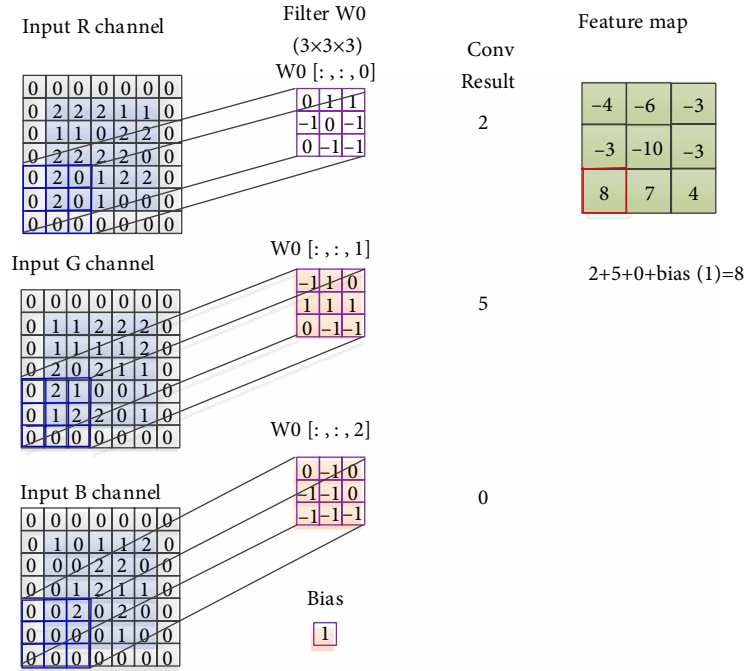 Input R channel
0 0 0 0 0 0 0
0 2 2 2 1 1 0
0 1 1 0 2 2 0
0 2 2 2 2 0 0
0 2 0 1 2 2 0
0 2 0 1 0 0 0
0 0 0 0 0 0 0
Filter W0
(3×3×3)
W0 [:, :, 0]
0 1 1
–1 0 –1
0 –1 –1
Conv
Result
2
Feature map
–4 –6 –3
–3 –10 –3
8 7 4
Input G channel
0 0 0 0 0 0 0
0 1 1 2 2 2 0
0 1 1 1 1 2 0
0 2 0 2 1 1 0
0 2 1 0 0 1 0
0 1 2 2 0 1 0
0 0 0 0 0 0 0
W0 [:, :, 1]
–1 1 0
1 1 1
0 –1 –1
5
2+5+0+bias (1)=8
Input B channel
0 0 0 0 0 0 0
0 1 0 1 1 2 0
0 0 0 2 2 0 0
0 0 1 2 1 1 0
0 0 2 0 2 0 0
0 0 0 0 1 0 0
0 0 0 0 0 0 0
W0 [:, :, 2]
0 –1 0
–1 –1 0
–1 –1 –1
0
Bias
1